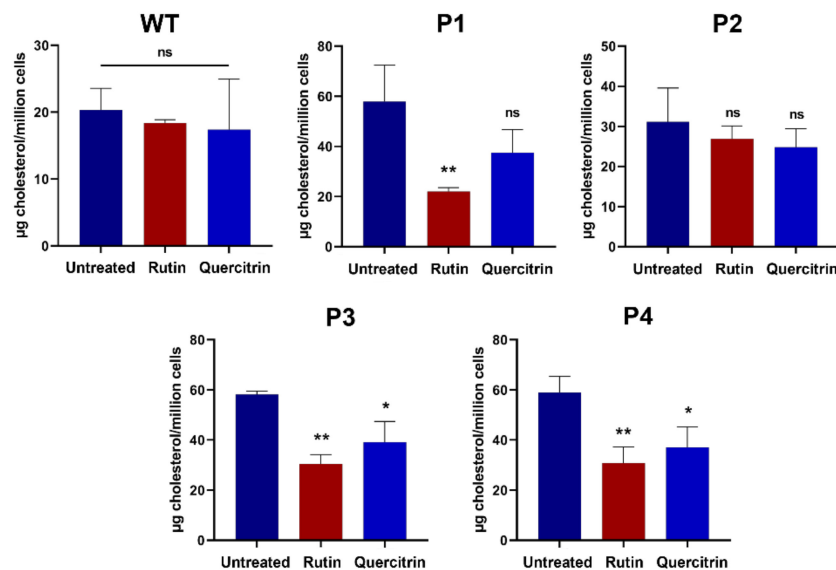 WT
µg cholesterol/million cells
30
20
10
0
ns
Untreated Rutin Quercitrin
P1
µg cholesterol/million cells
80
60
40
20
0
**
ns
Untreated Rutin Quercitrin
P2
µg cholesterol/million cells
50
40
30
20
10
0
ns
ns
Untreated Rutin Quercitrin
P3
µg cholesterol/million cells
80
60
40
20
0
**
*
Untreated Rutin Quercitrin
P4
µg cholesterol/million cells
80
60
40
20
0
**
*
Untreated Rutin Quercitrin